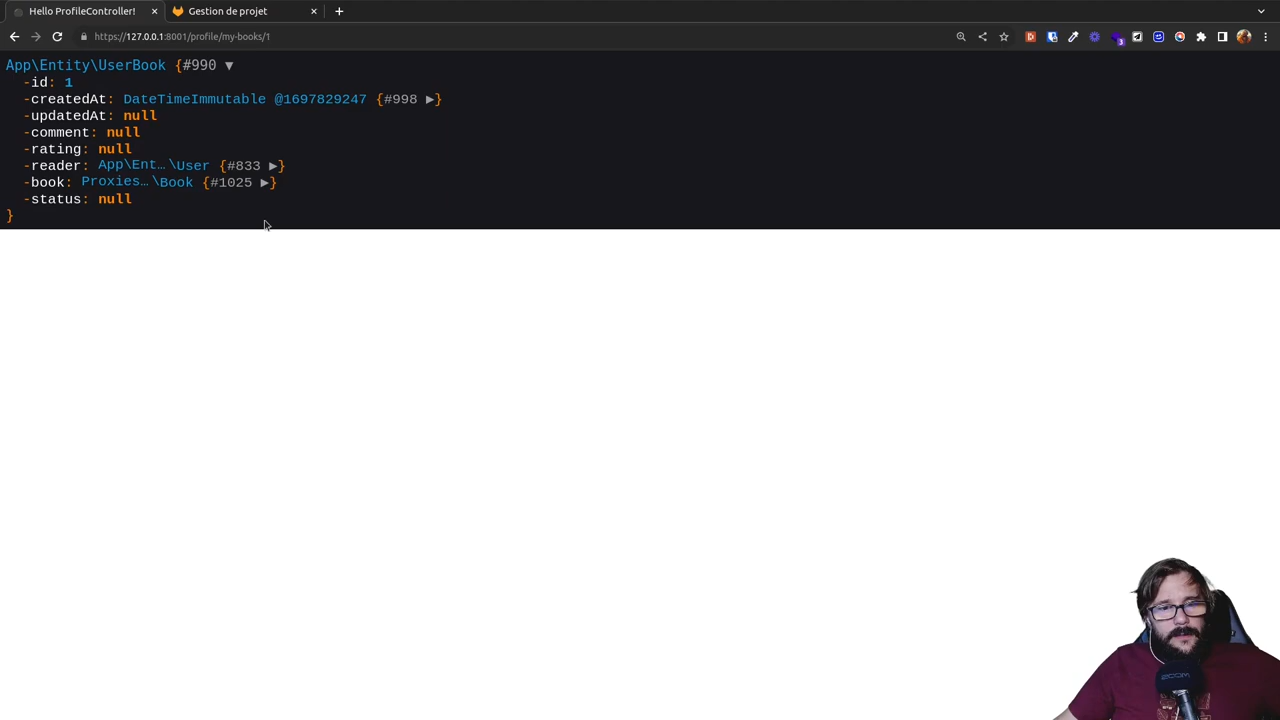 Hello ProfileController!
Gestion de projet
https://127.0.0.1:8001/profile/my-books/1
3
App\Entity\UserBook {#990 ▼
-id: 1
-createdAt: DateTimeImmutable @1697829247 {#998 ▶}
-updatedAt: null
-comment: null
-rating: null
-reader: App\Ent…\User {#833 ▶}
-book: Proxies…\Book {#1025 ▶}
-status: null
}
ZOOM